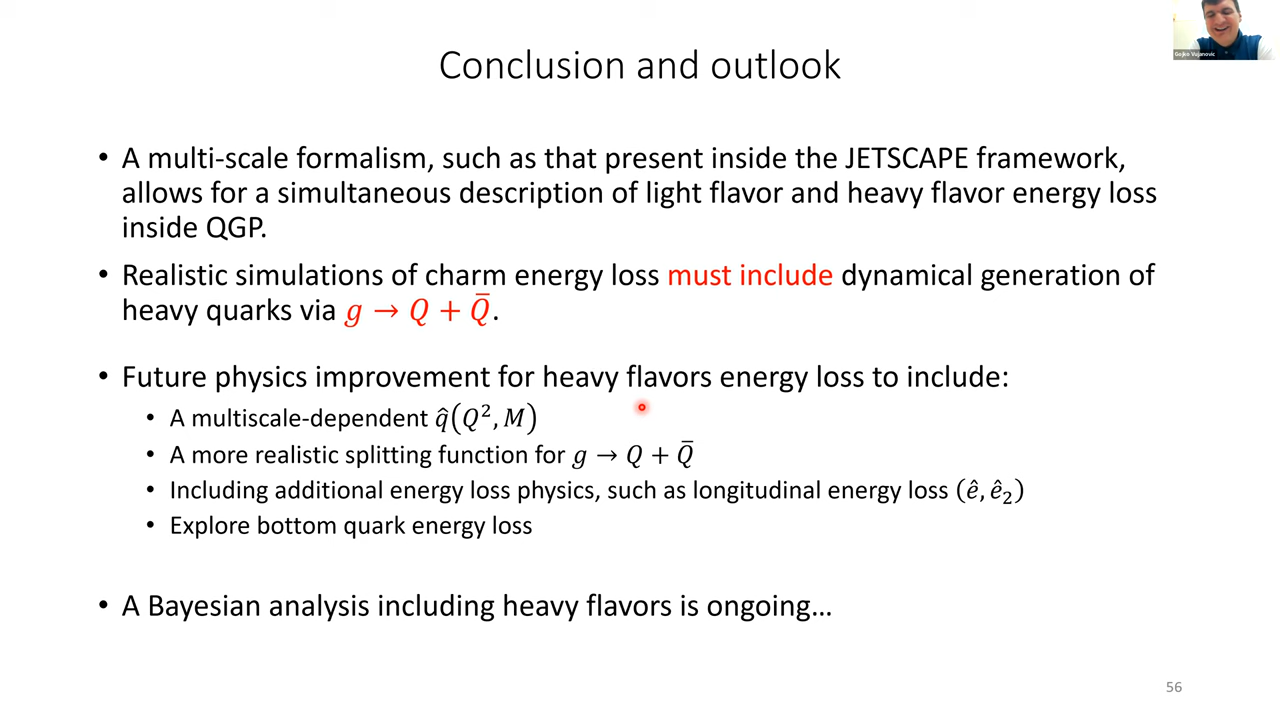 Gojko Vujanovic
Conclusion and outlook
• A multi-scale formalism, such as that present inside the JETSCAPE framework,
allows for a simultaneous description of light flavor and heavy flavor energy loss
inside QGP.
• Realistic simulations of charm energy loss must include dynamical generation of
heavy quarks via g → Q + Q̄.
• Future physics improvement for heavy flavors energy loss to include:
• A multiscale-dependent q̂(Q², M)
• A more realistic splitting function for g → Q + Q̄
• Including additional energy loss physics, such as longitudinal energy loss (ê, ê₂)
• Explore bottom quark energy loss
• A Bayesian analysis including heavy flavors is ongoing…
56